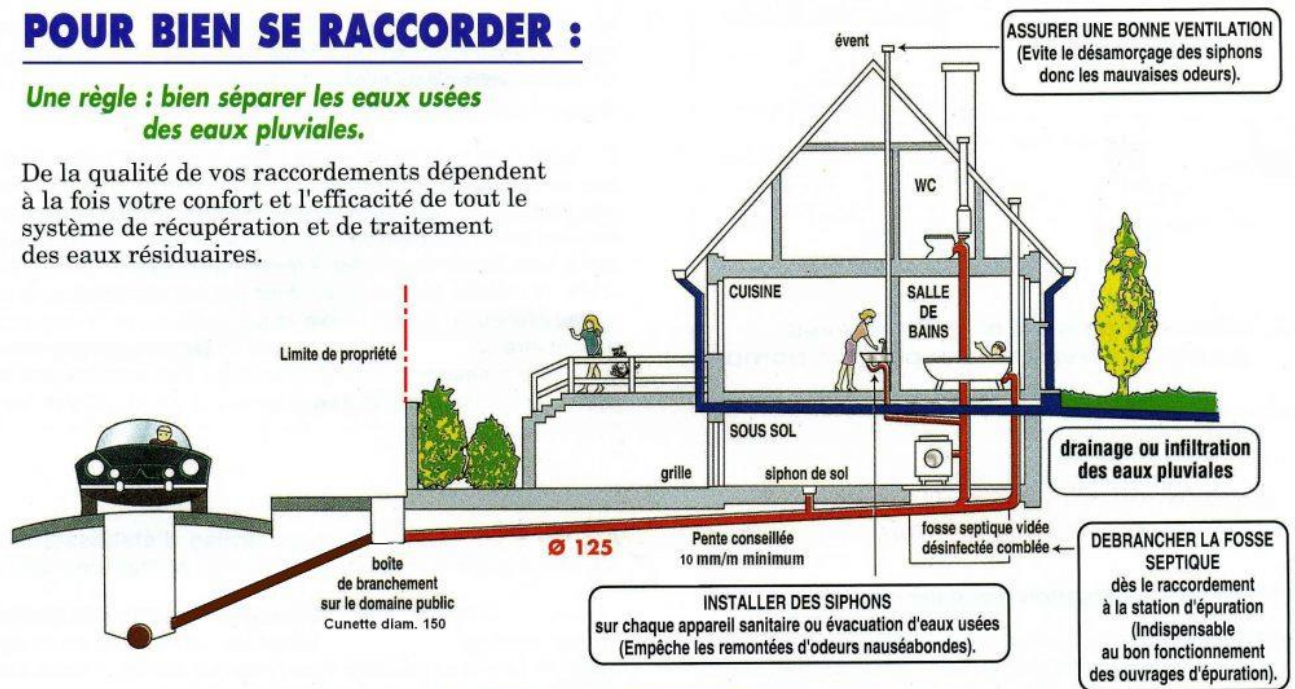 POUR BIEN SE RACCORDER :
Une règle : bien séparer les eaux usées
des eaux pluviales.
De la qualité de vos raccordements dépendent
à la fois votre confort et l'efficacité de tout le
système de récupération et de traitement
des eaux résiduaires.
évent
ASSURER UNE BONNE VENTILATION
(Evite le désamorçage des siphons
donc les mauvaises odeurs).
WC
CUISINE
SALLE
DE
BAINS
Limite de propriété
SOUS SOL
grille
siphon de sol
drainage ou infiltration
des eaux pluviales
Ø 125
Pente conseillée
10 mm/m minimum
fosse septique vidée
désinfectée comblée
boîte
de branchement
sur le domaine public
Cunette diam. 150
INSTALLER DES SIPHONS
sur chaque appareil sanitaire ou évacuation d'eaux usées
(Empêche les remontées d'odeurs nauséabondes).
DEBRANCHER LA FOSSE
SEPTIQUE
dès le raccordement
à la station d'épuration
(Indispensable
au bon fonctionnement
des ouvrages d'épuration).